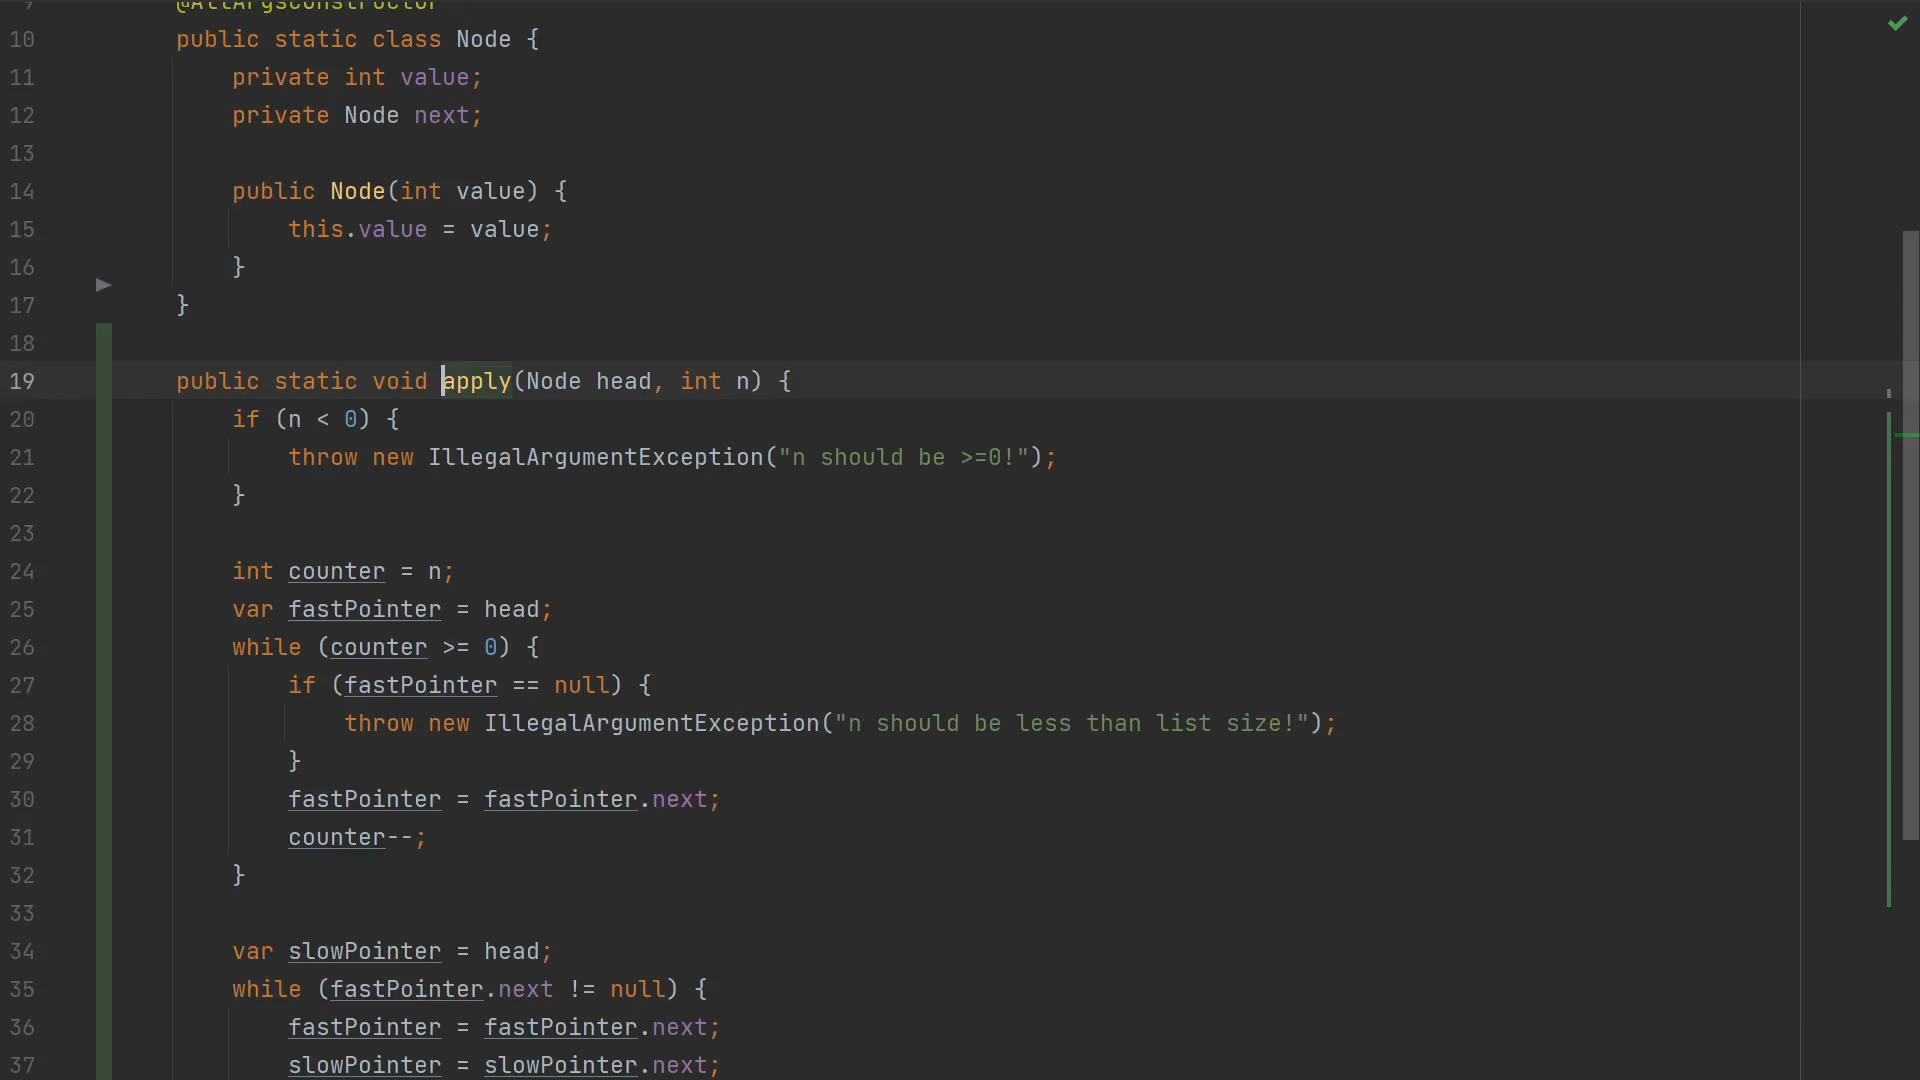 9 @AllArgsConstructor
10 public static class Node {
11 private int value;
12 private Node next;
13
14 public Node(int value) {
15 this.value = value;
16 }
17 }
18
19 public static void apply(Node head, int n) {
20 if (n < 0) {
21 throw new IllegalArgumentException("n should be >=0!");
22 }
23
24 int counter = n;
25 var fastPointer = head;
26 while (counter >= 0) {
27 if (fastPointer == null) {
28 throw new IllegalArgumentException("n should be less than list size!");
29 }
30 fastPointer = fastPointer.next;
31 counter--;
32 }
33
34 var slowPointer = head;
35 while (fastPointer.next != null) {
36 fastPointer = fastPointer.next;
37 slowPointer = slowPointer.next;